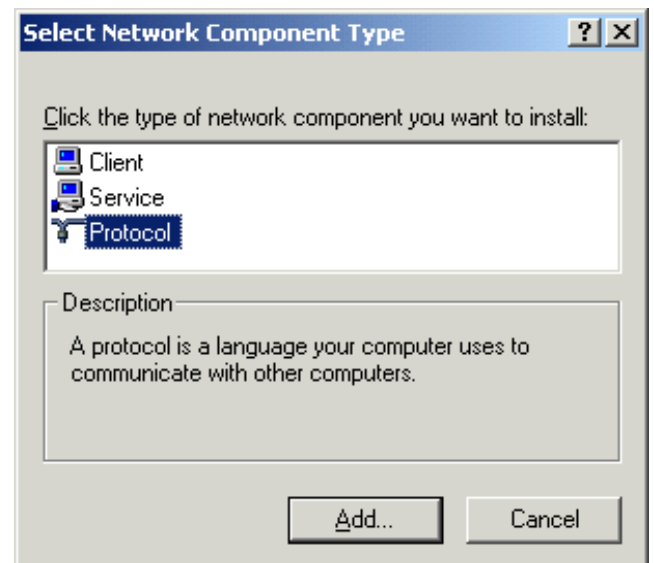 Select Network Component Type
Click the type of network component you want to install:
Client
Service
Protocol
Description
A protocol is a language your computer uses to
communicate with other computers.
Add... Cancel